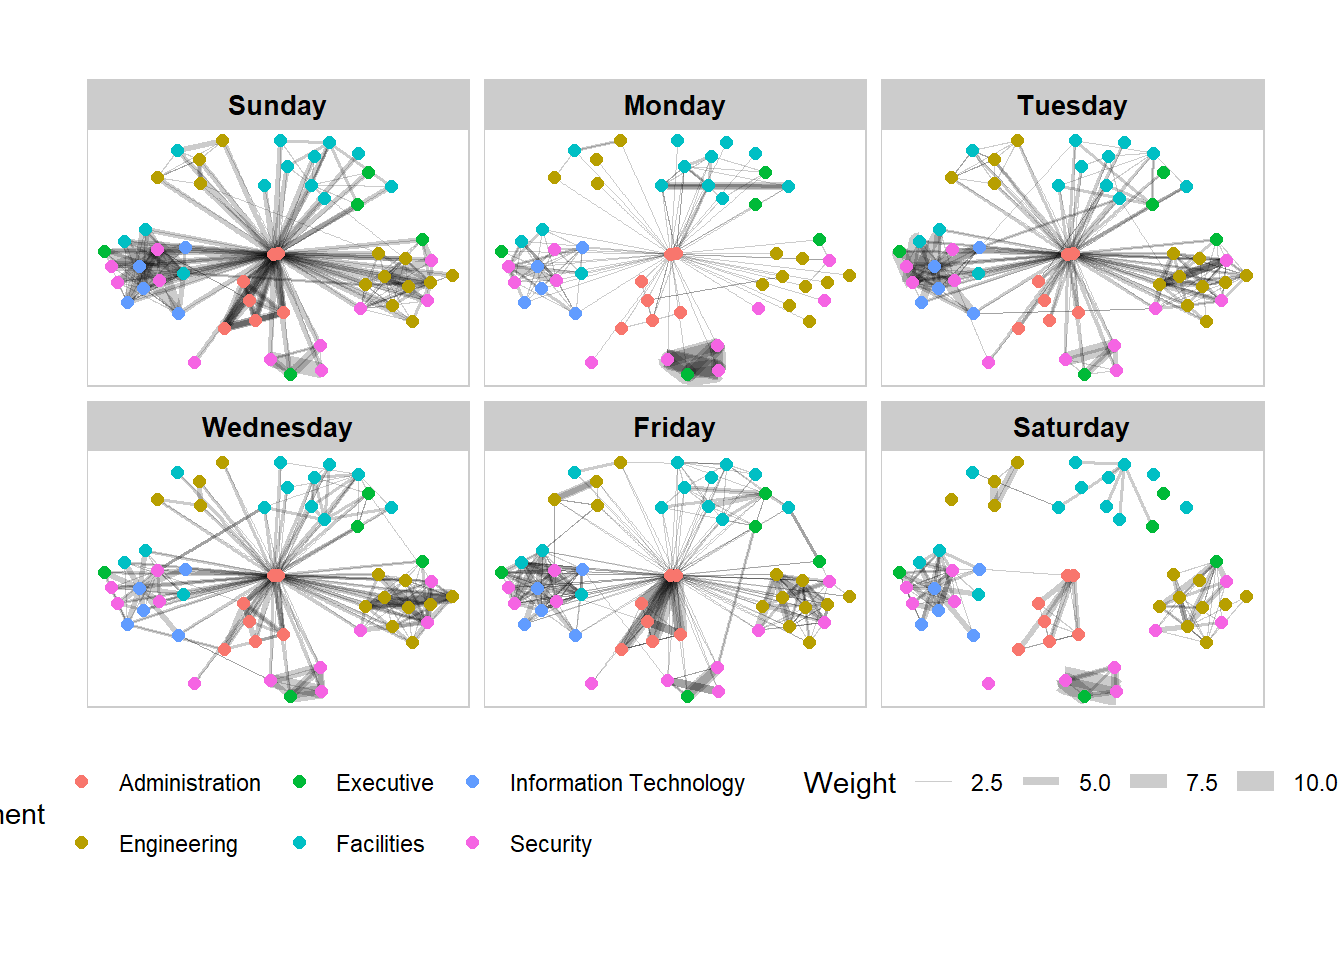 Sunday Monday Tuesday
Wednesday Friday Saturday
Administration Executive Information Technology Weight 2.5 5.0 7.5 10.0
ment
Engineering Facilities Security